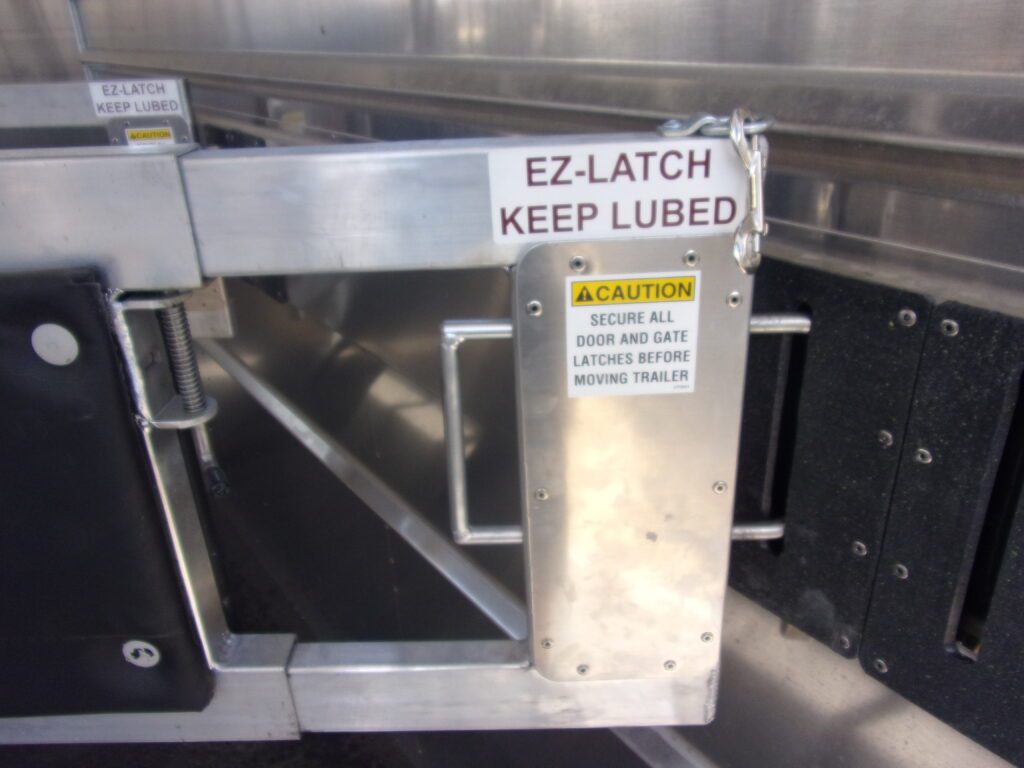 EZ-LATCH
KEEP LUBED
CAUTION
EZ-LATCH
KEEP LUBED
CAUTION
SECURE ALL
DOOR AND GATE
LATCHES BEFORE
MOVING TRAILER